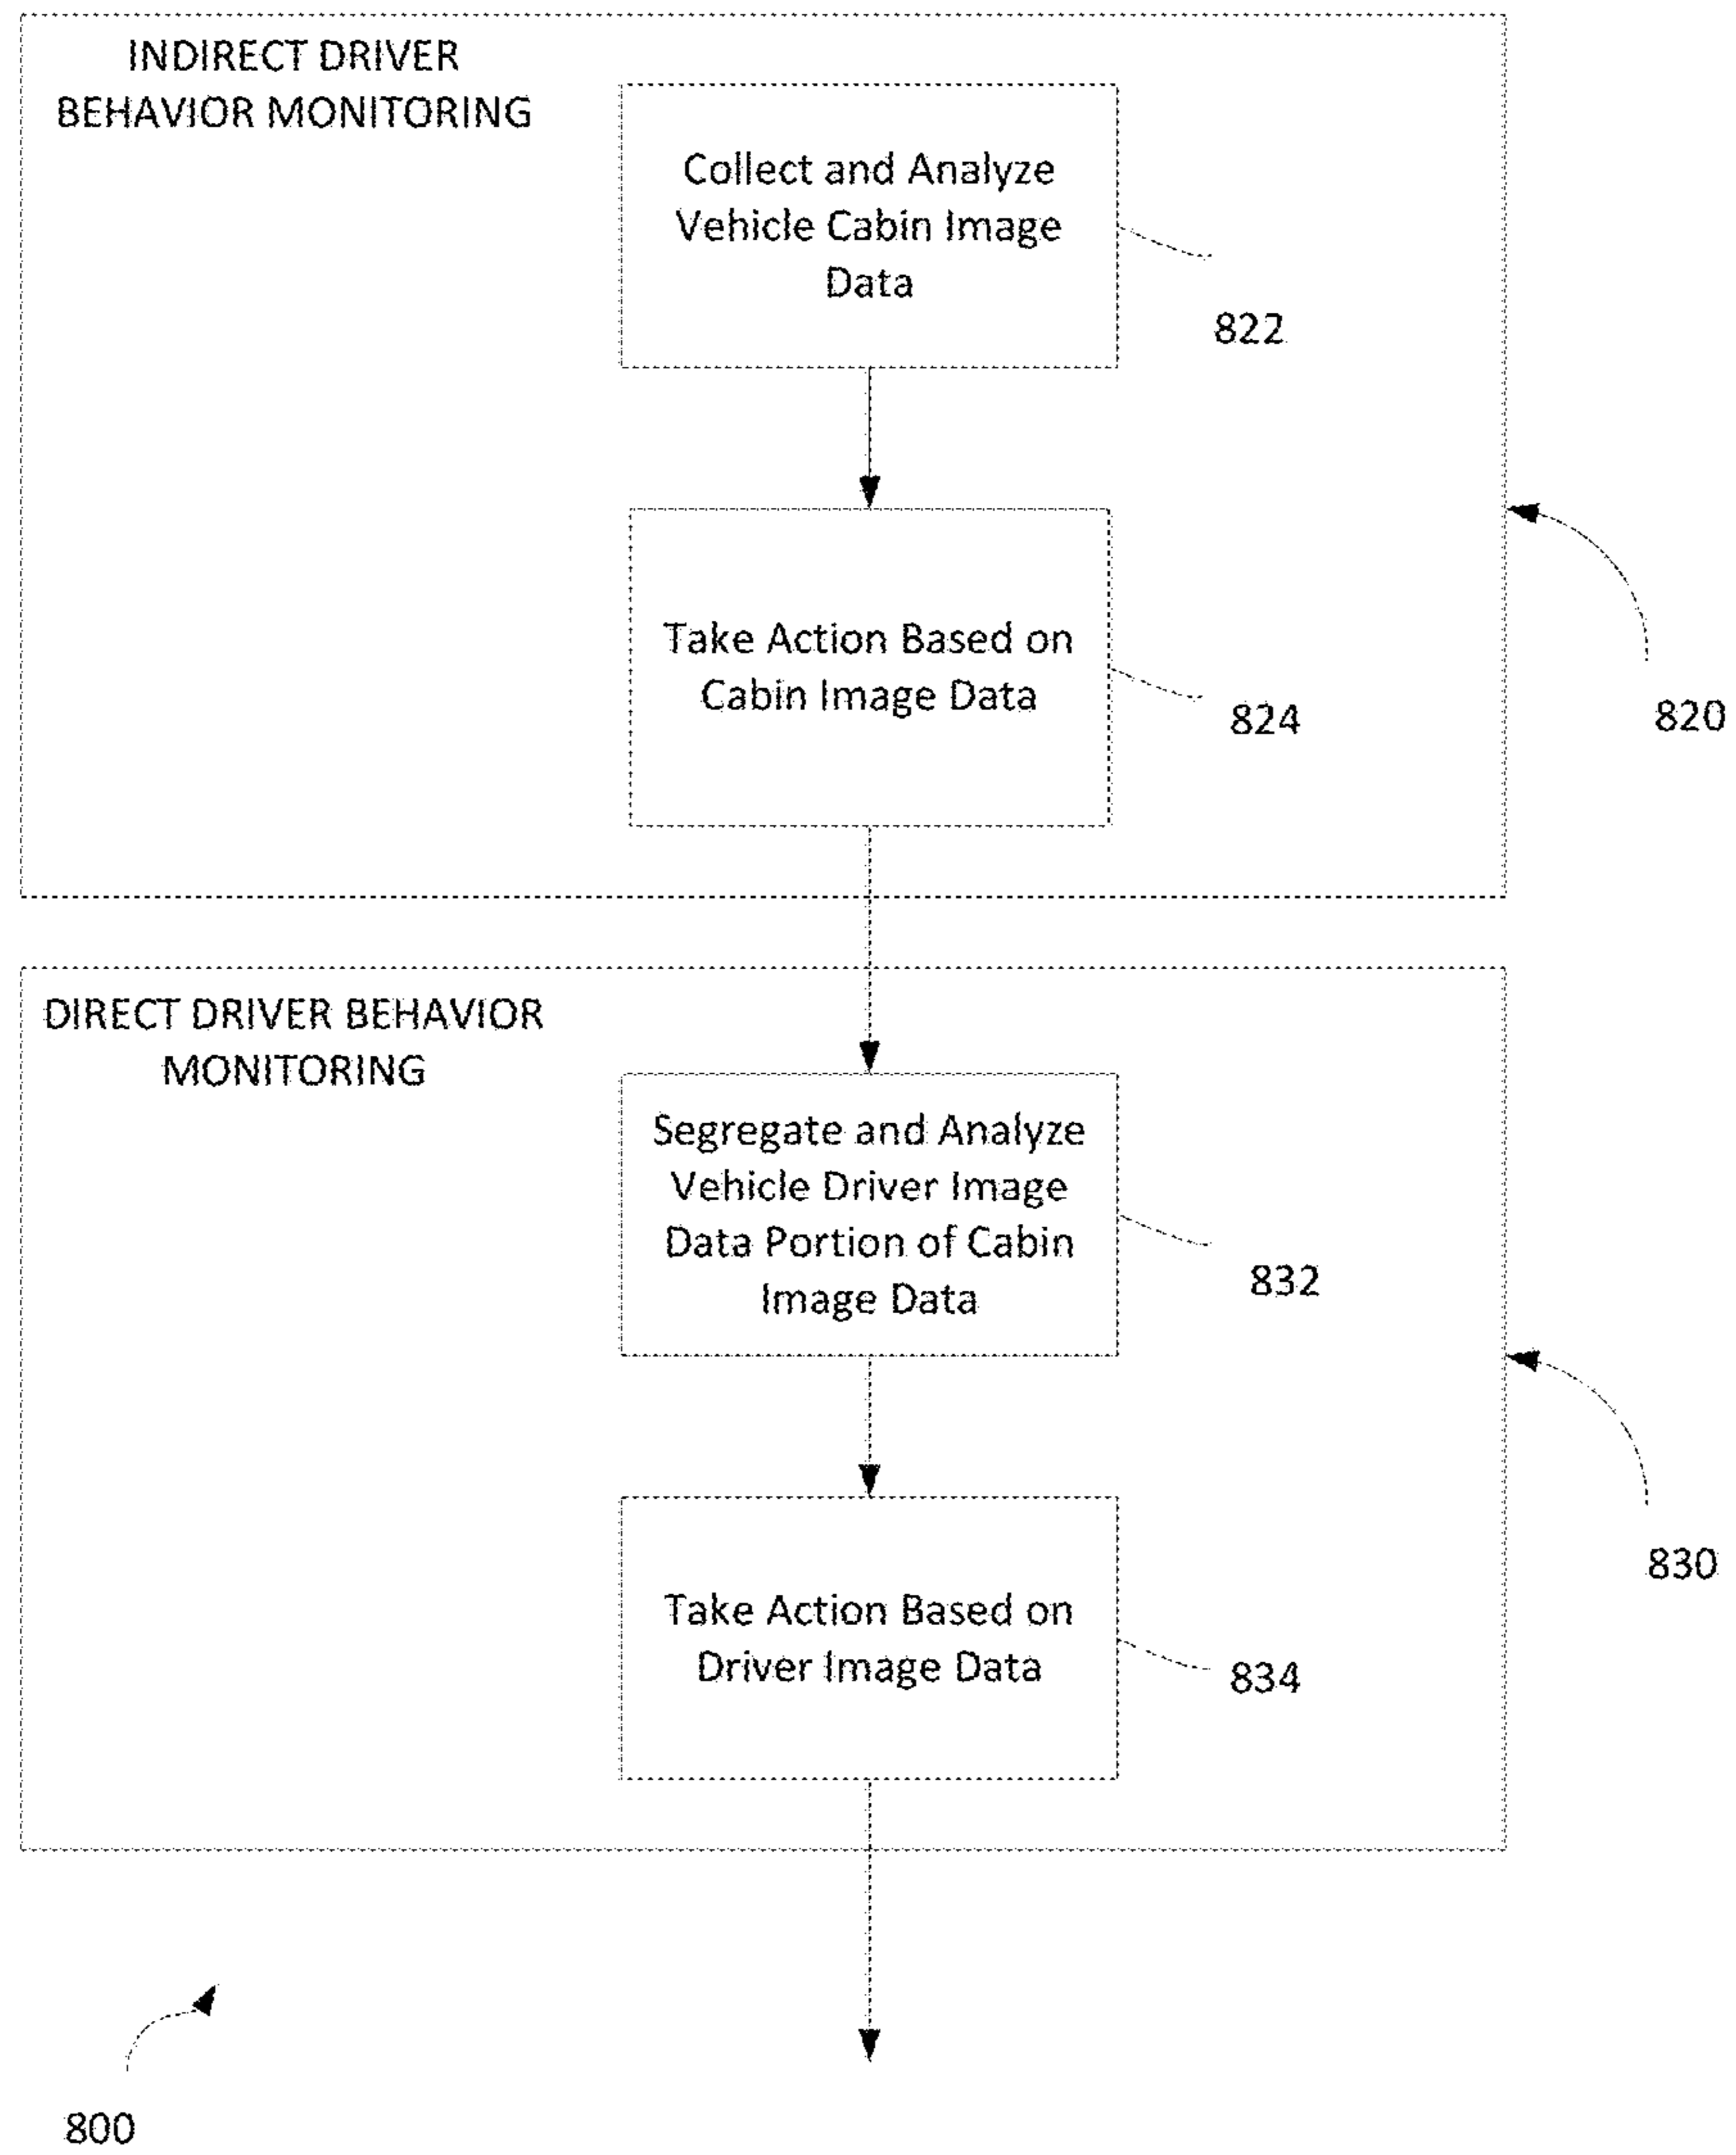 INDIRECT DRIVER
BEHAVIOR MONITORING
Collect and Analyze
Vehicle Cabin Image
Data
822
Take Action Based on
Cabin Image Data
824
820
DIRECT DRIVER BEHAVIOR
MONITORING
Segregate and Analyze
Vehicle Driver Image
Data Portion of Cabin
Image Data
832
830
Take Action Based on
Driver Image Data
834
800